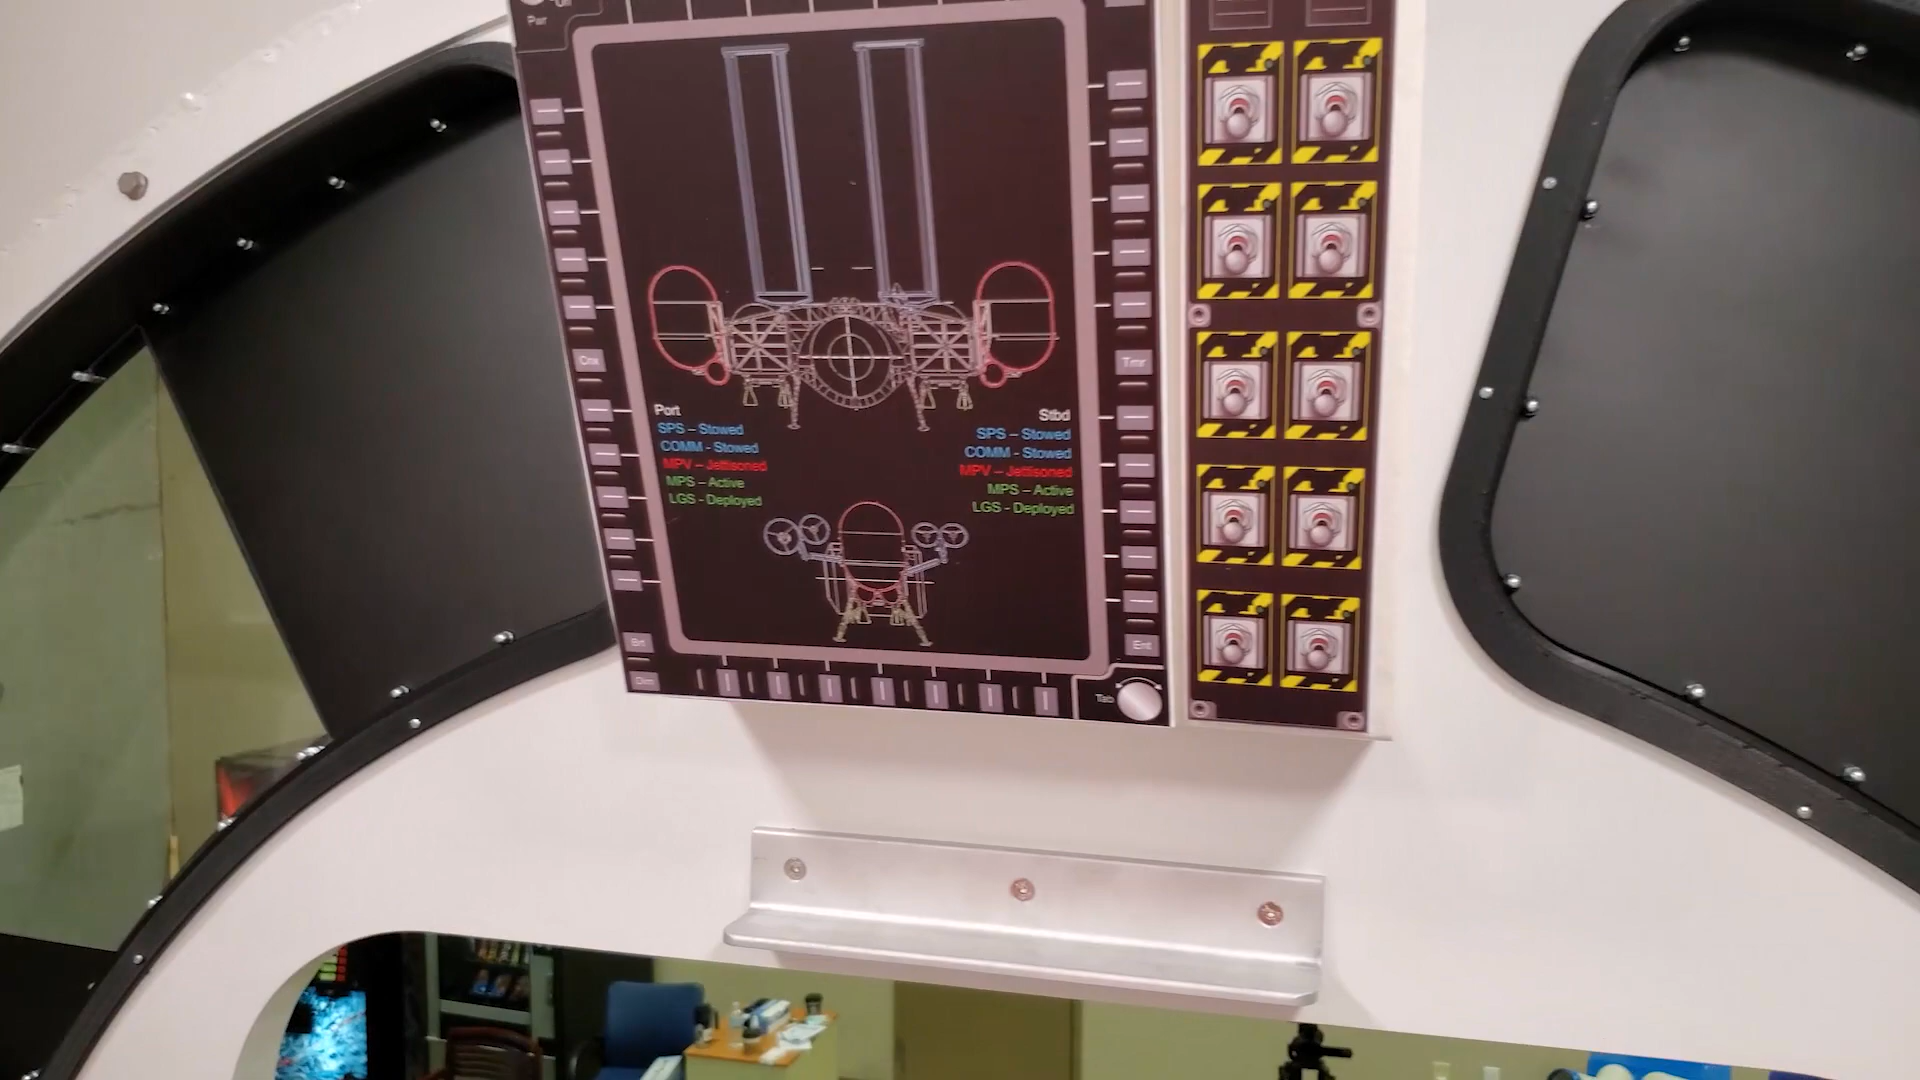 Pwr
Port
SPS – Stowed
COMM - Stowed
MPV – Jettisoned
MPS – Active
LGS - Deployed
Stbd
SPS – Stowed
COMM – Stowed
MPV – Jettisoned
MPS – Active
LGS - Deployed
Tmr
Brt
Dim
Ent
Tab